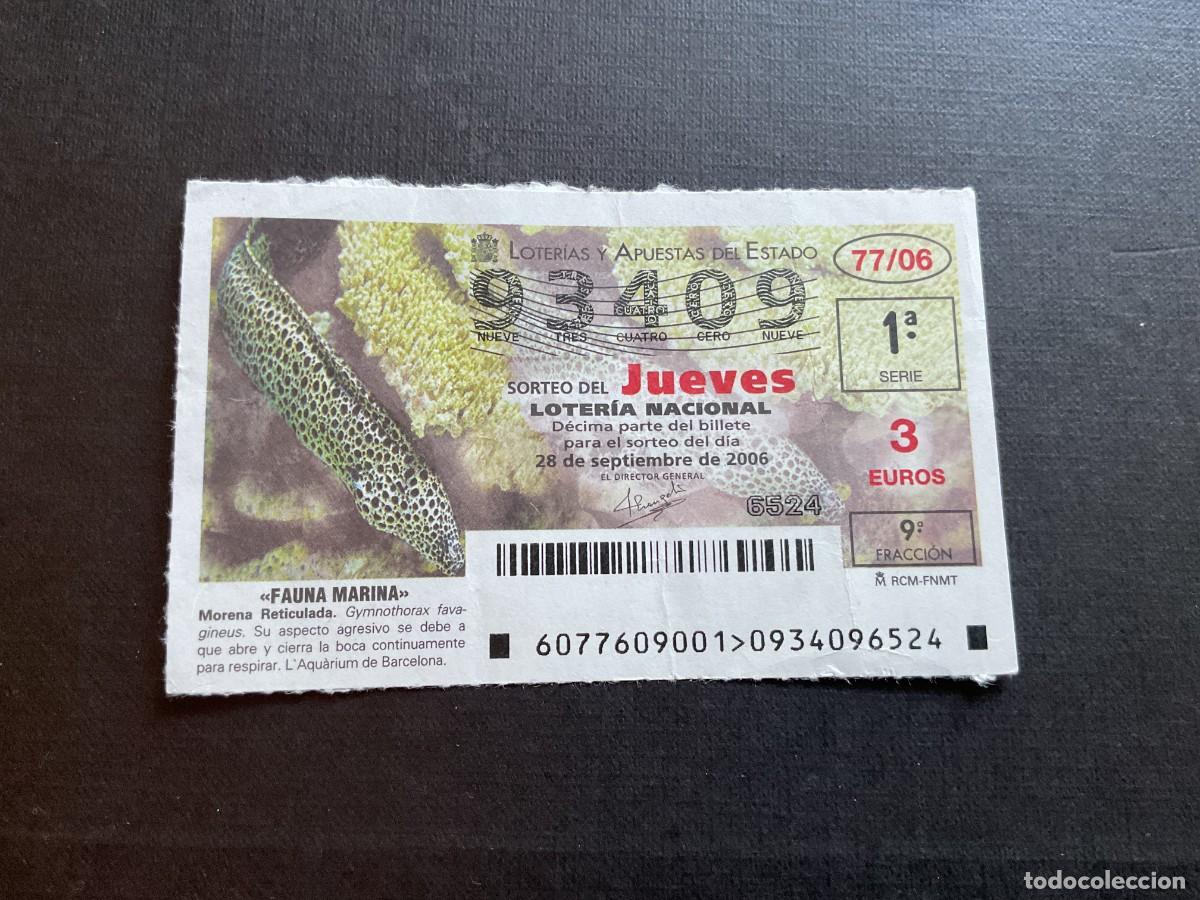 LOTERÍAS Y APUESTAS DEL ESTADO
77/06
93409
NUEVE TRES CUATRO CERO NUEVE
1ª
SERIE
SORTEO DEL Jueves
LOTERÍA NACIONAL
Décima parte del billete
para el sorteo del día
28 de septiembre de 2006
EL DIRECTOR GENERAL
3
EUROS
6524
9ª
FRACCIÓN
M RCM-FNMT
«FAUNA MARINA»
Morena Reticulada. Gymnothorax fava-
gineus. Su aspecto agresivo se debe a
que abre y cierra la boca continuamente
para respirar. L'Aquàrium de Barcelona.
6077609001>0934096524
todocoleccion